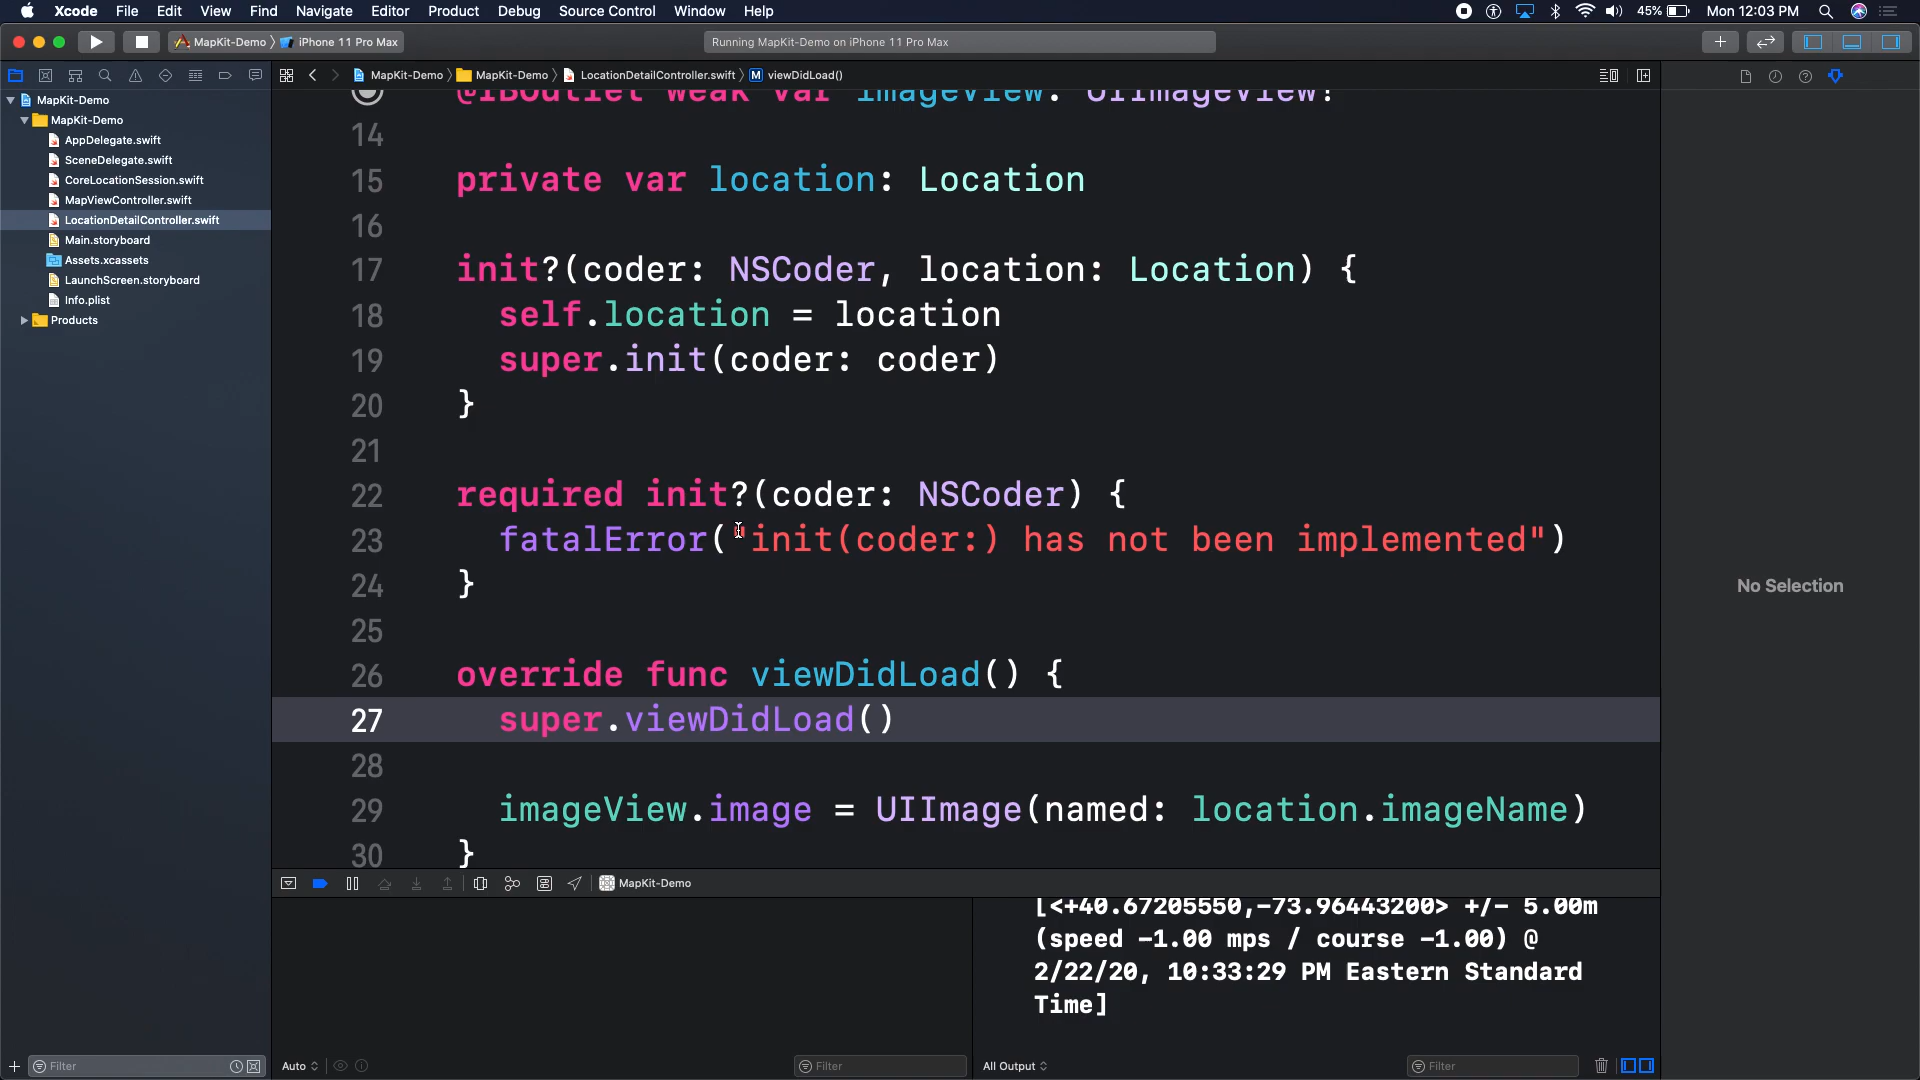 Xcode File Edit View Find Navigate Editor Product Debug Source Control Window Help 45% Mon 12:03 PM
MapKit-Demo iPhone 11 Pro Max Running MapKit-Demo on iPhone 11 Pro Max
MapKit-Demo MapKit-Demo LocationDetailController.swift M viewDidLoad()
MapKit-Demo
MapKit-Demo
AppDelegate.swift
SceneDelegate.swift
CoreLocationSession.swift
MapViewController.swift
LocationDetailController.swift
Main.storyboard
Assets.xcassets
LaunchScreen.storyboard
Info.plist
Products
@IBOutlet weak var imageView: UIImageView!
14
15 private var location: Location
16
17 init?(coder: NSCoder, location: Location) {
18 self.location = location
19 super.init(coder: coder)
20 }
21
22 required init?(coder: NSCoder) {
23 fatalError("init(coder:) has not been implemented")
24 }
25
26 override func viewDidLoad() {
27 super.viewDidLoad()
28
29 imageView.image = UIImage(named: location.imageName)
30 }
No Selection
MapKit-Demo
[<+40.67205550,-73.96443200> +/- 5.00m
(speed -1.00 mps / course -1.00) @
2/22/20, 10:33:29 PM Eastern Standard
Time]
Filter Auto Filter All Output Filter